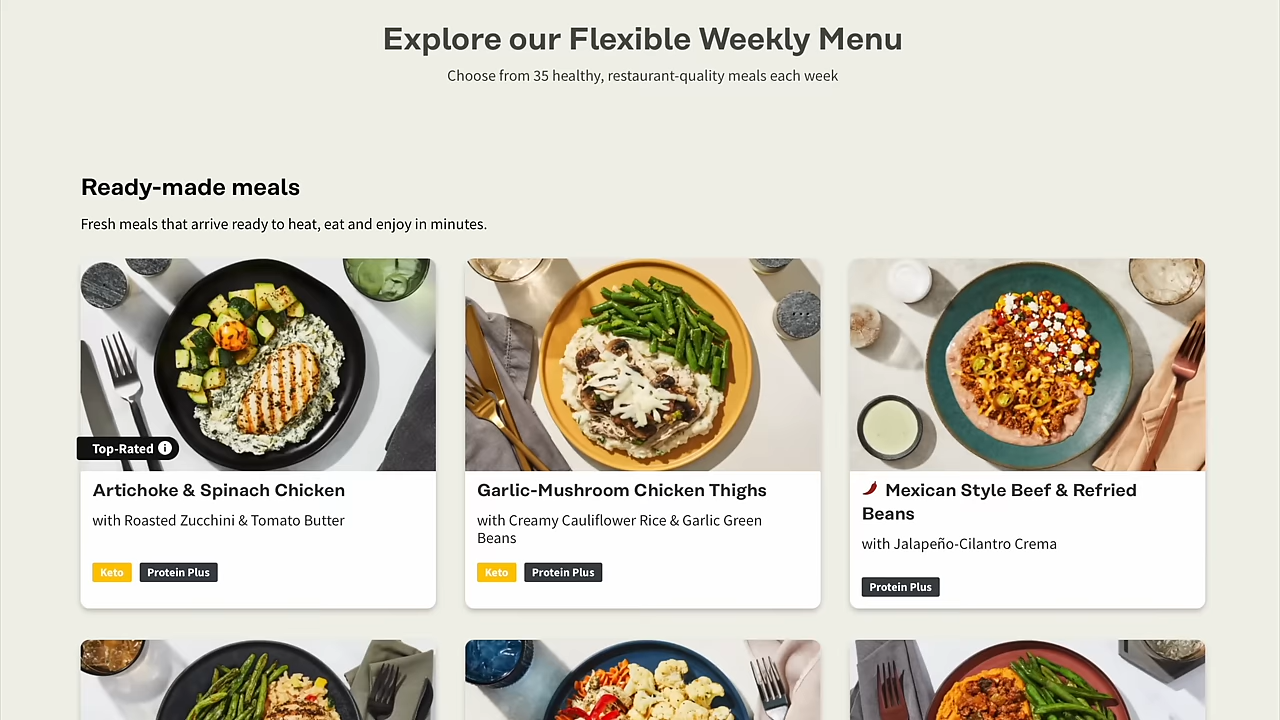 Explore our Flexible Weekly Menu
Choose from 35 healthy, restaurant-quality meals each week
Ready-made meals
Fresh meals that arrive ready to heat, eat and enjoy in minutes.
Top-Rated
Artichoke & Spinach Chicken
with Roasted Zucchini & Tomato Butter
Keto
Protein Plus
Garlic-Mushroom Chicken Thighs
with Creamy Cauliflower Rice & Garlic Green
Beans
Keto
Protein Plus
Mexican Style Beef & Refried
Beans
with Jalapeño-Cilantro Crema
Protein Plus